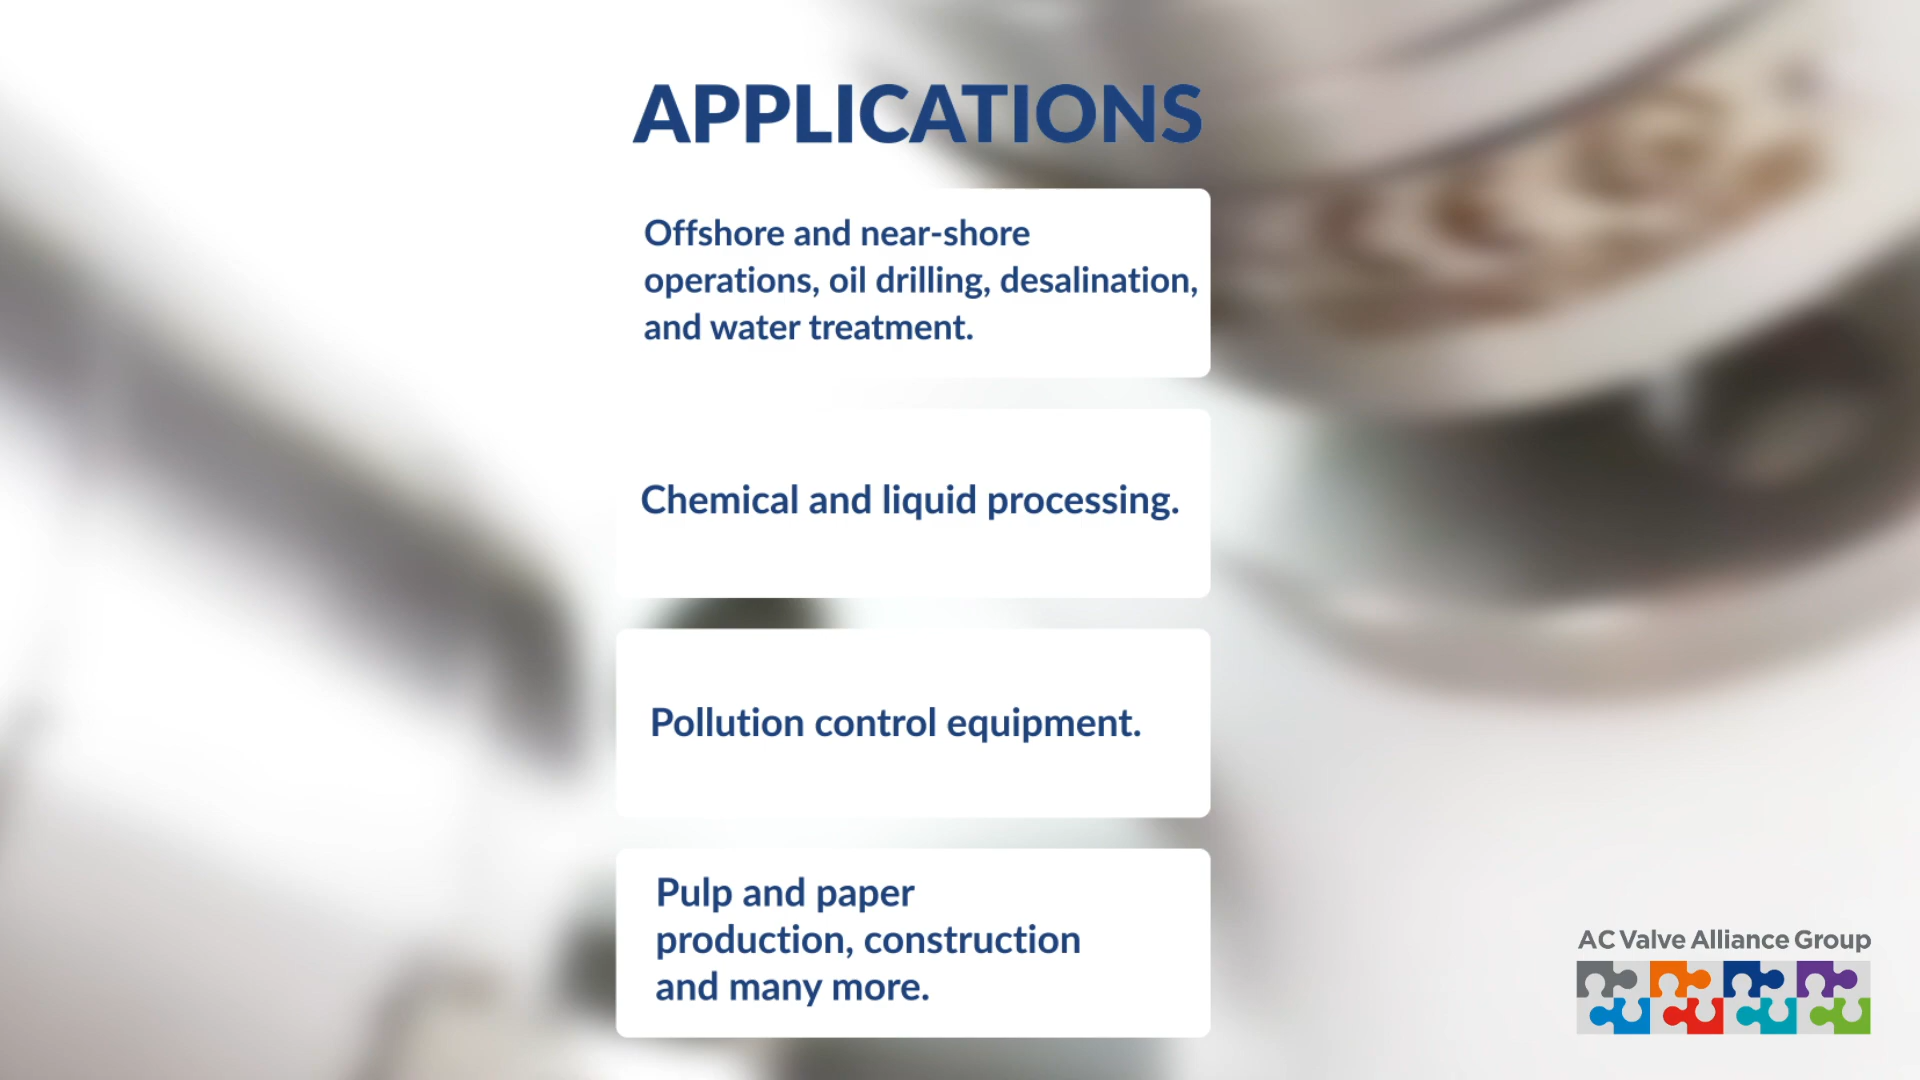 APPLICATIONS
Offshore and near-shore
operations, oil drilling, desalination,
and water treatment.
Chemical and liquid processing.
Pollution control equipment.
Pulp and paper
production, construction
and many more.
AC Valve Alliance Group